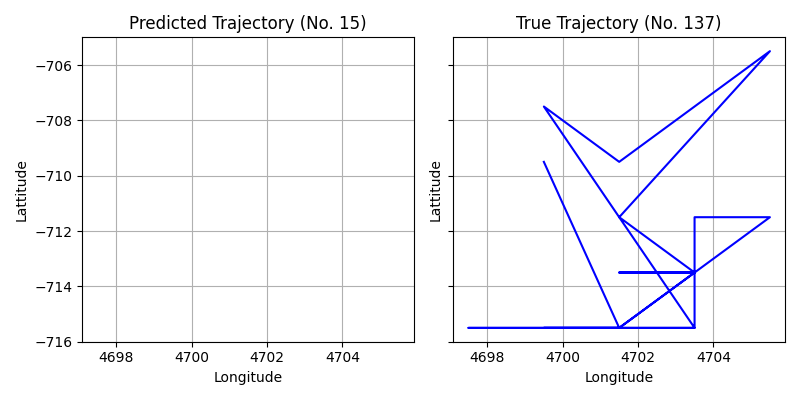 Predicted Trajectory (No. 15)
True Trajectory (No. 137)
Lattitude
−706
−708
−710
−712
−714
−716
4698 4700 4702 4704
Longitude
Lattitude
4698 4700 4702 4704
Longitude